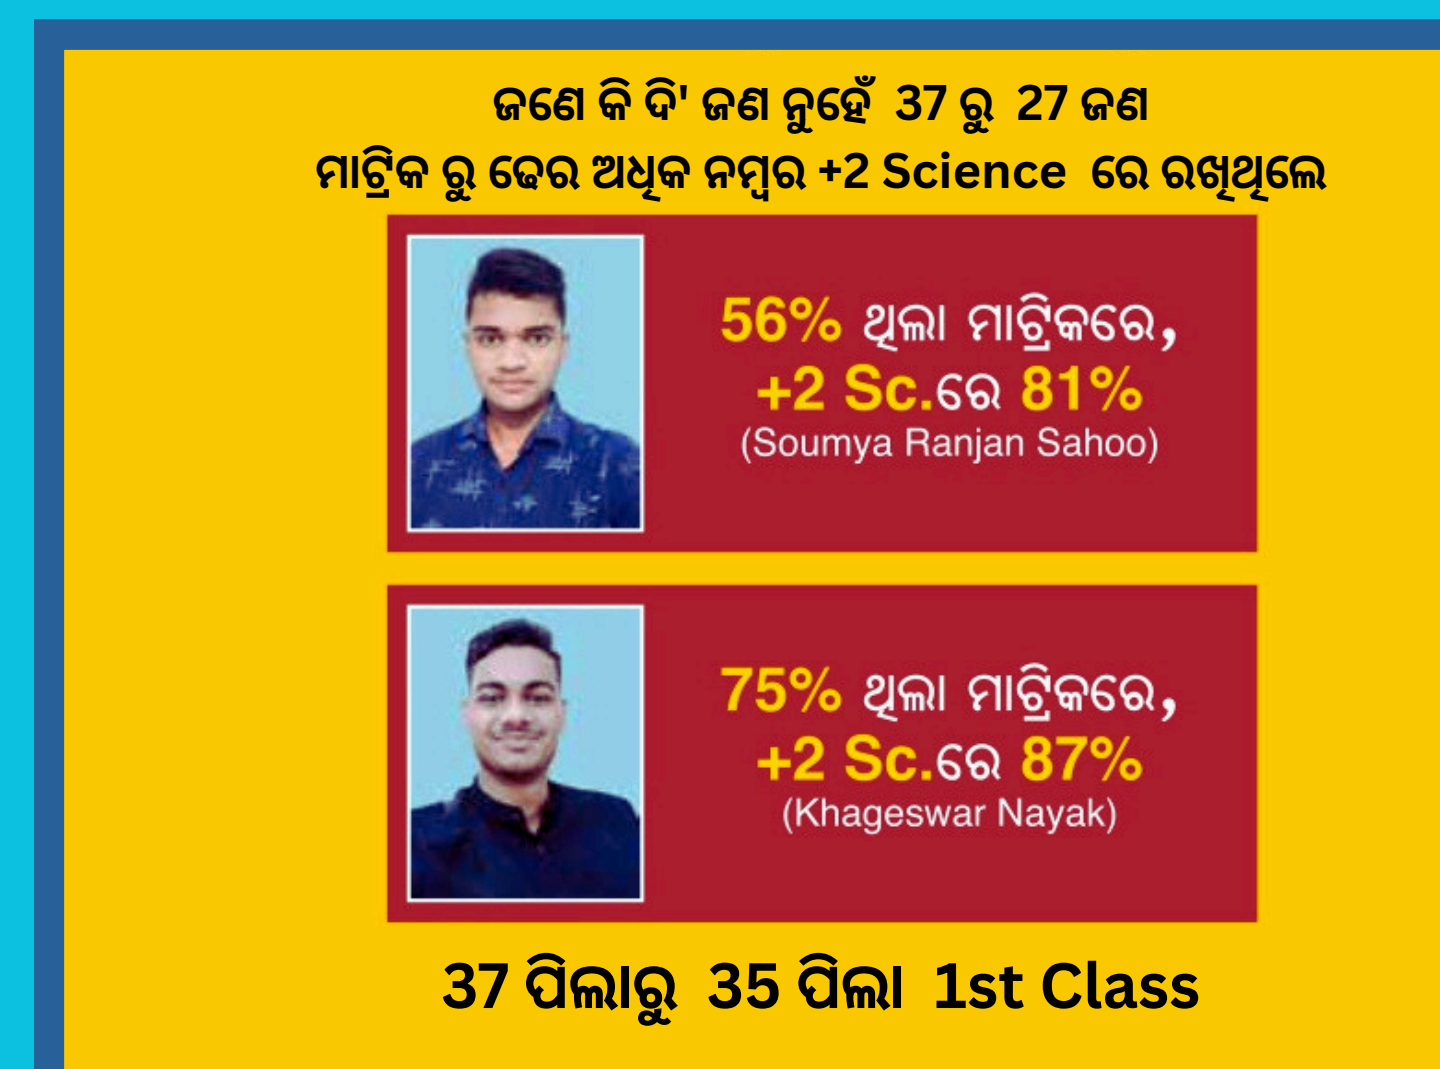 ଜଣେ କି ଦି' ଜଣ ନୁହେଁ 37 ରୁ 27 ଜଣ
ମାଟ୍ରିକ ରୁ ଢେର ଅଧିକ ନମ୍ବର +2 Science ରେ ରଖିଥିଲେ
56% ଥିଲା ମାଟ୍ରିକରେ,
+2 Sc.ରେ 81%
(Soumya Ranjan Sahoo)
75% ଥିଲା ମାଟ୍ରିକରେ,
+2 Sc.ରେ 87%
(Khageswar Nayak)
37 ପିଲାରୁ 35 ପିଲା 1st Class